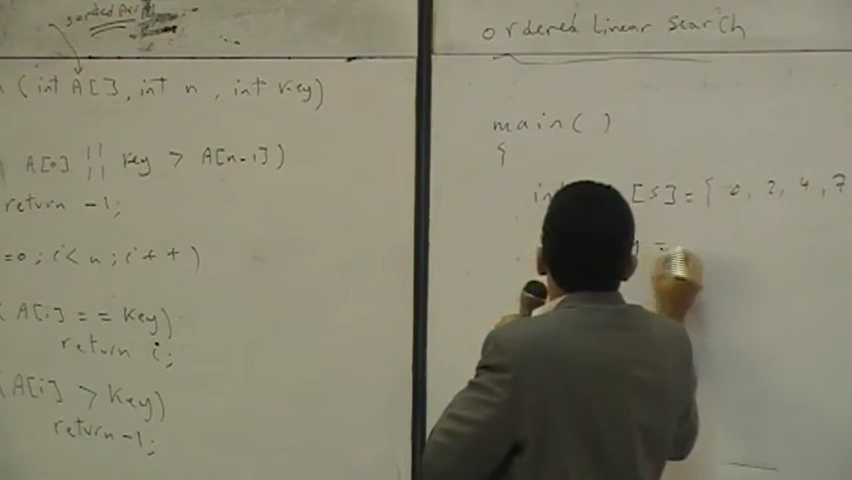 sorted Array
(int A[], int n, int key)
A[0] || key > A[n-1])
return -1;
=0; i< n; i++)
(A[i] == key)
return i;
(A[i] > key)
return -1;
ordered linear search
main( )
{
in [5] = { 0, 2, 4, 7
=